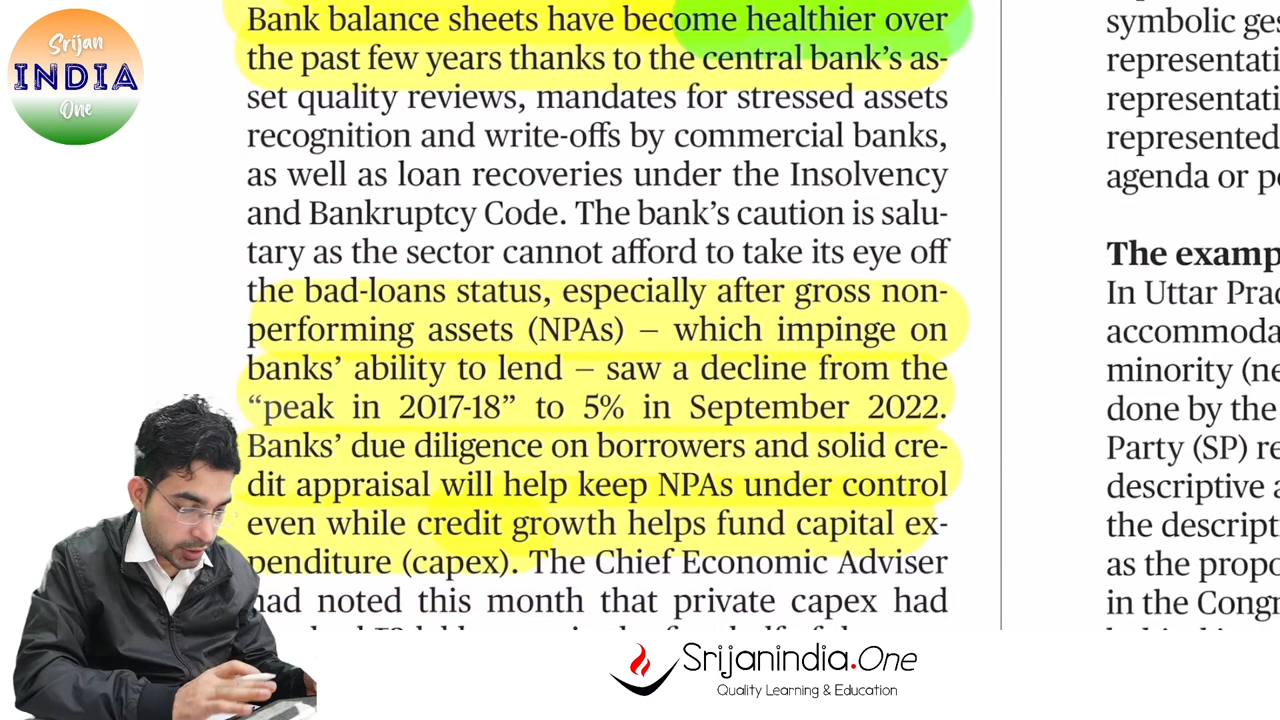 Srijan
INDIA
One
Bank balance sheets have become healthier over
the past few years thanks to the central bank's as-
set quality reviews, mandates for stressed assets
recognition and write-offs by commercial banks,
as well as loan recoveries under the Insolvency
and Bankruptcy Code. The bank's caution is salu-
tary as the sector cannot afford to take its eye off
the bad-loans status, especially after gross non-
performing assets (NPAs) — which impinge on
banks' ability to lend — saw a decline from the
“peak in 2017-18” to 5% in September 2022.
Banks' due diligence on borrowers and solid cre-
dit appraisal will help keep NPAs under control
even while credit growth helps fund capital ex-
penditure (capex). The Chief Economic Adviser
had noted this month that private capex had
symbolic
representati
representati
represented
agenda or
The examp
In Uttar Prad
accommoda
minority (ne
done by the
Party (SP) re
descriptive a
the descript
as the propo
in the Congr
Srijanindia.One
Quality Learning & Education